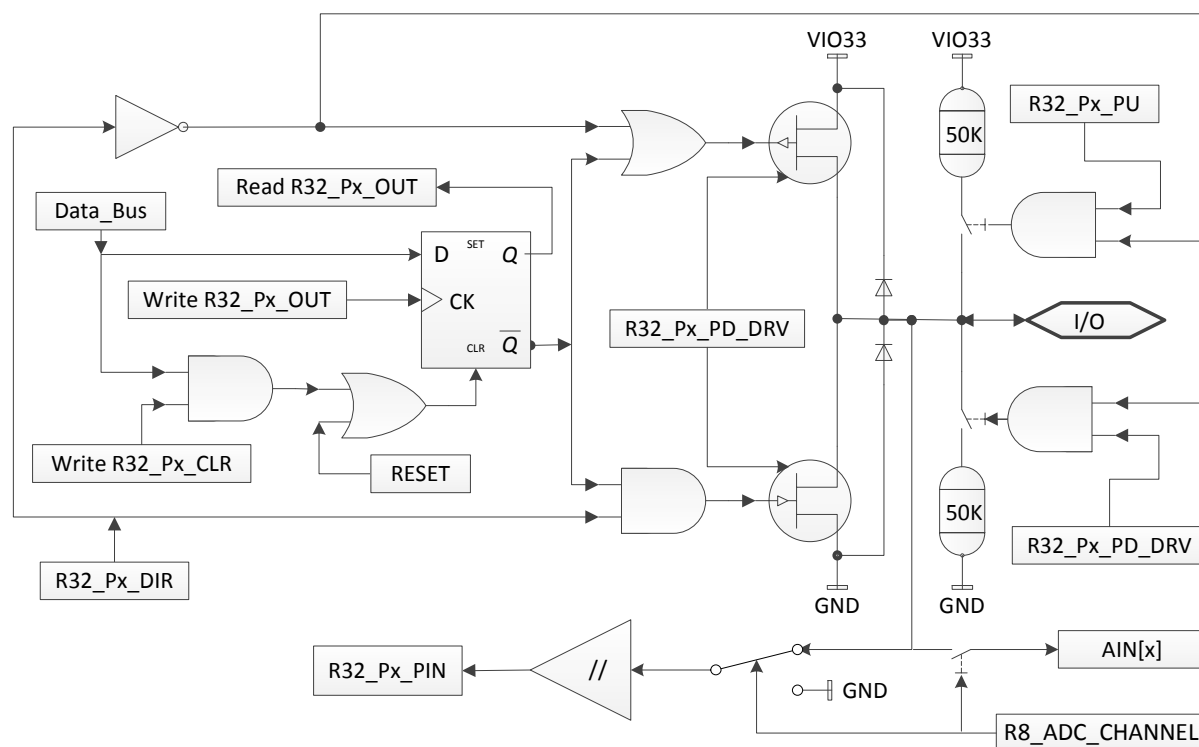 VIO33
VIO33
R32_Px_PU
50K
Read R32_Px_OUT
Data_Bus
D
SET
Q
Write R32_Px_OUT
CK
R32_Px_PD_DRV
I/O
CLR
Q
Write R32_Px_CLR
RESET
50K
R32_Px_PD_DRV
R32_Px_DIR
GND
GND
R32_Px_PIN
//
GND
AIN[x]
R8_ADC_CHANNEL